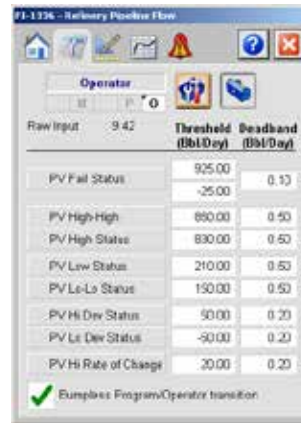 FI-1336 - Refinery Pipeline Flow
Operator
P O
Raw Input 9.42 Threshold Deadband
(Bbl/Day) (Bbl/Day)
PV Fail Status 925.00 0.10
-25.00
PV High-High 850.00 0.50
PV High Status 830.00 0.50
PV Low Status 210.00 0.50
PV Lo-Lo Status 150.00 0.50
PV Hi Dev Status 50.00 0.20
PV Lo Dev Status -50.00 0.20
PV Hi Rate of Change 20.00 0.20
Bumpless Program/Operator transition